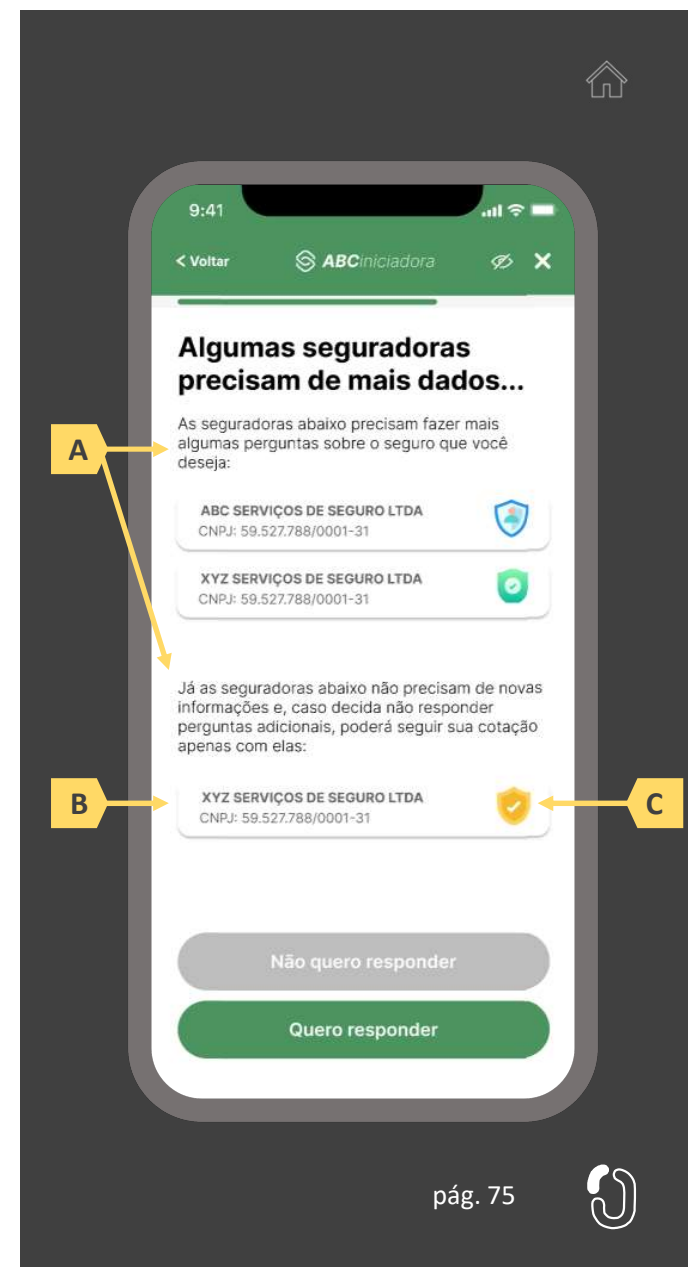 9:41
< Voltar
ABCiniciadora
Algumas seguradoras
precisam de mais dados...
As seguradoras abaixo precisam fazer mais
algumas perguntas sobre o seguro que você
deseja:
A
ABC SERVIÇOS DE SEGURO LTDA
CNPJ: 59.527.788/0001-31
XYZ SERVIÇOS DE SEGURO LTDA
CNPJ: 59.527.788/0001-31
Já as seguradoras abaixo não precisam de novas
informações e, caso decida não responder
perguntas adicionais, poderá seguir sua cotação
apenas com elas:
B
XYZ SERVIÇOS DE SEGURO LTDA
CNPJ: 59.527.788/0001-31
C
Não quero responder
Quero responder
pág. 75